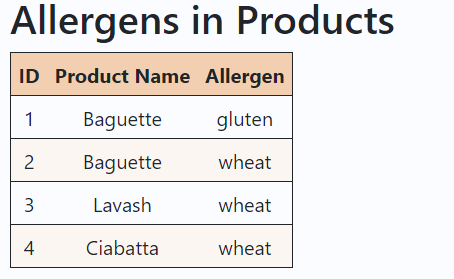 Allergens in Products
ID Product Name Allergen
1 Baguette gluten
2 Baguette wheat
3 Lavash wheat
4 Ciabatta wheat